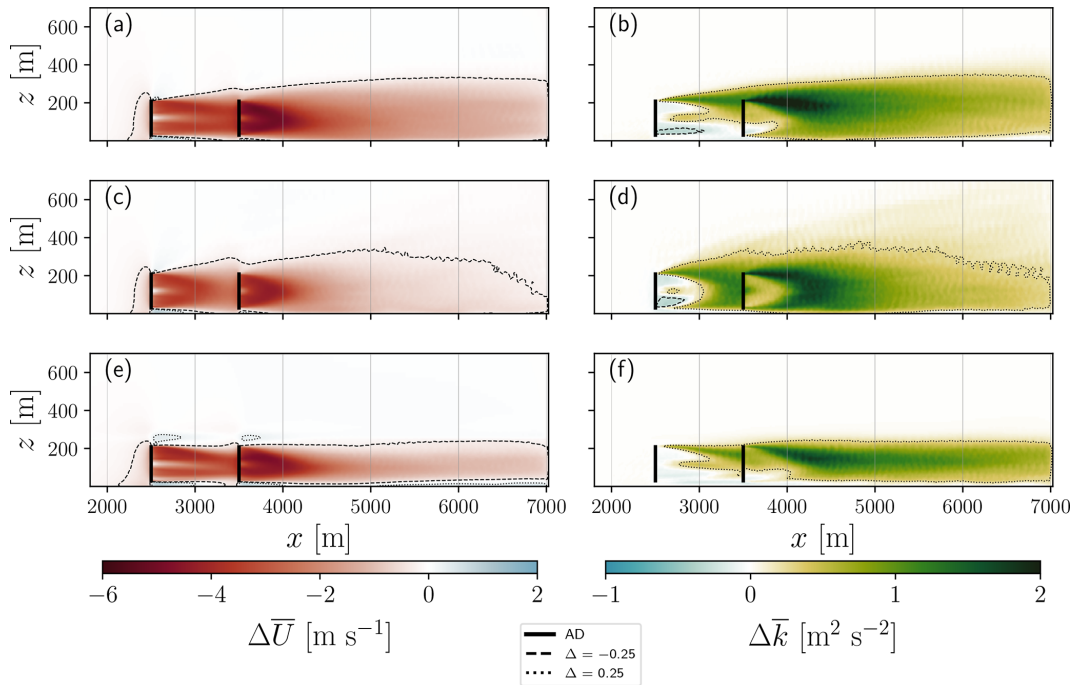 (a)
600
400
200
z [m]
(b)
(c)
600
400
200
z [m]
(d)
(e)
600
400
200
z [m]
2000 3000 4000 5000 6000 7000
x [m]
(f)
2000 3000 4000 5000 6000 7000
x [m]
−6 −4 −2 0 2
ΔU̅ [m s⁻¹]
−1 0 1 2
Δk̅ [m² s⁻²]
AD
Δ = −0.25
Δ = 0.25